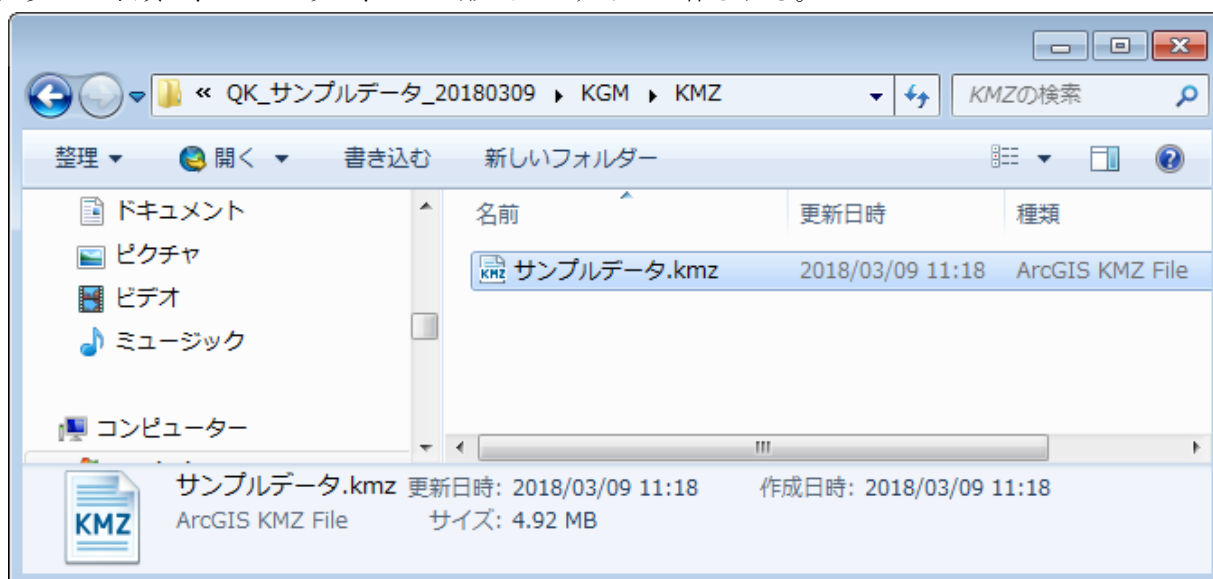 « QK_サンプルデータ_20180309 ▸ KGM ▸ KMZ
KMZの検索
整理 ▼ 開く ▼ 書き込む 新しいフォルダー
ドキュメント
ピクチャ
ビデオ
ミュージック
コンピューター
名前 更新日時 種類
サンプルデータ.kmz 2018/03/09 11:18 ArcGIS KMZ File
KMZ
サンプルデータ.kmz 更新日時: 2018/03/09 11:18 作成日時: 2018/03/09 11:18
ArcGIS KMZ File サイズ: 4.92 MB